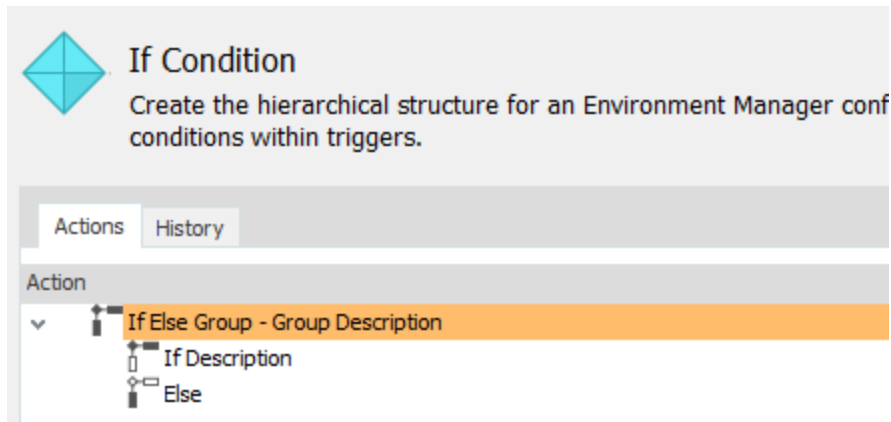 If Condition
Create the hierarchical structure for an Environment Manager conf
conditions within triggers.
Actions History
Action
If Else Group - Group Description
If Description
Else